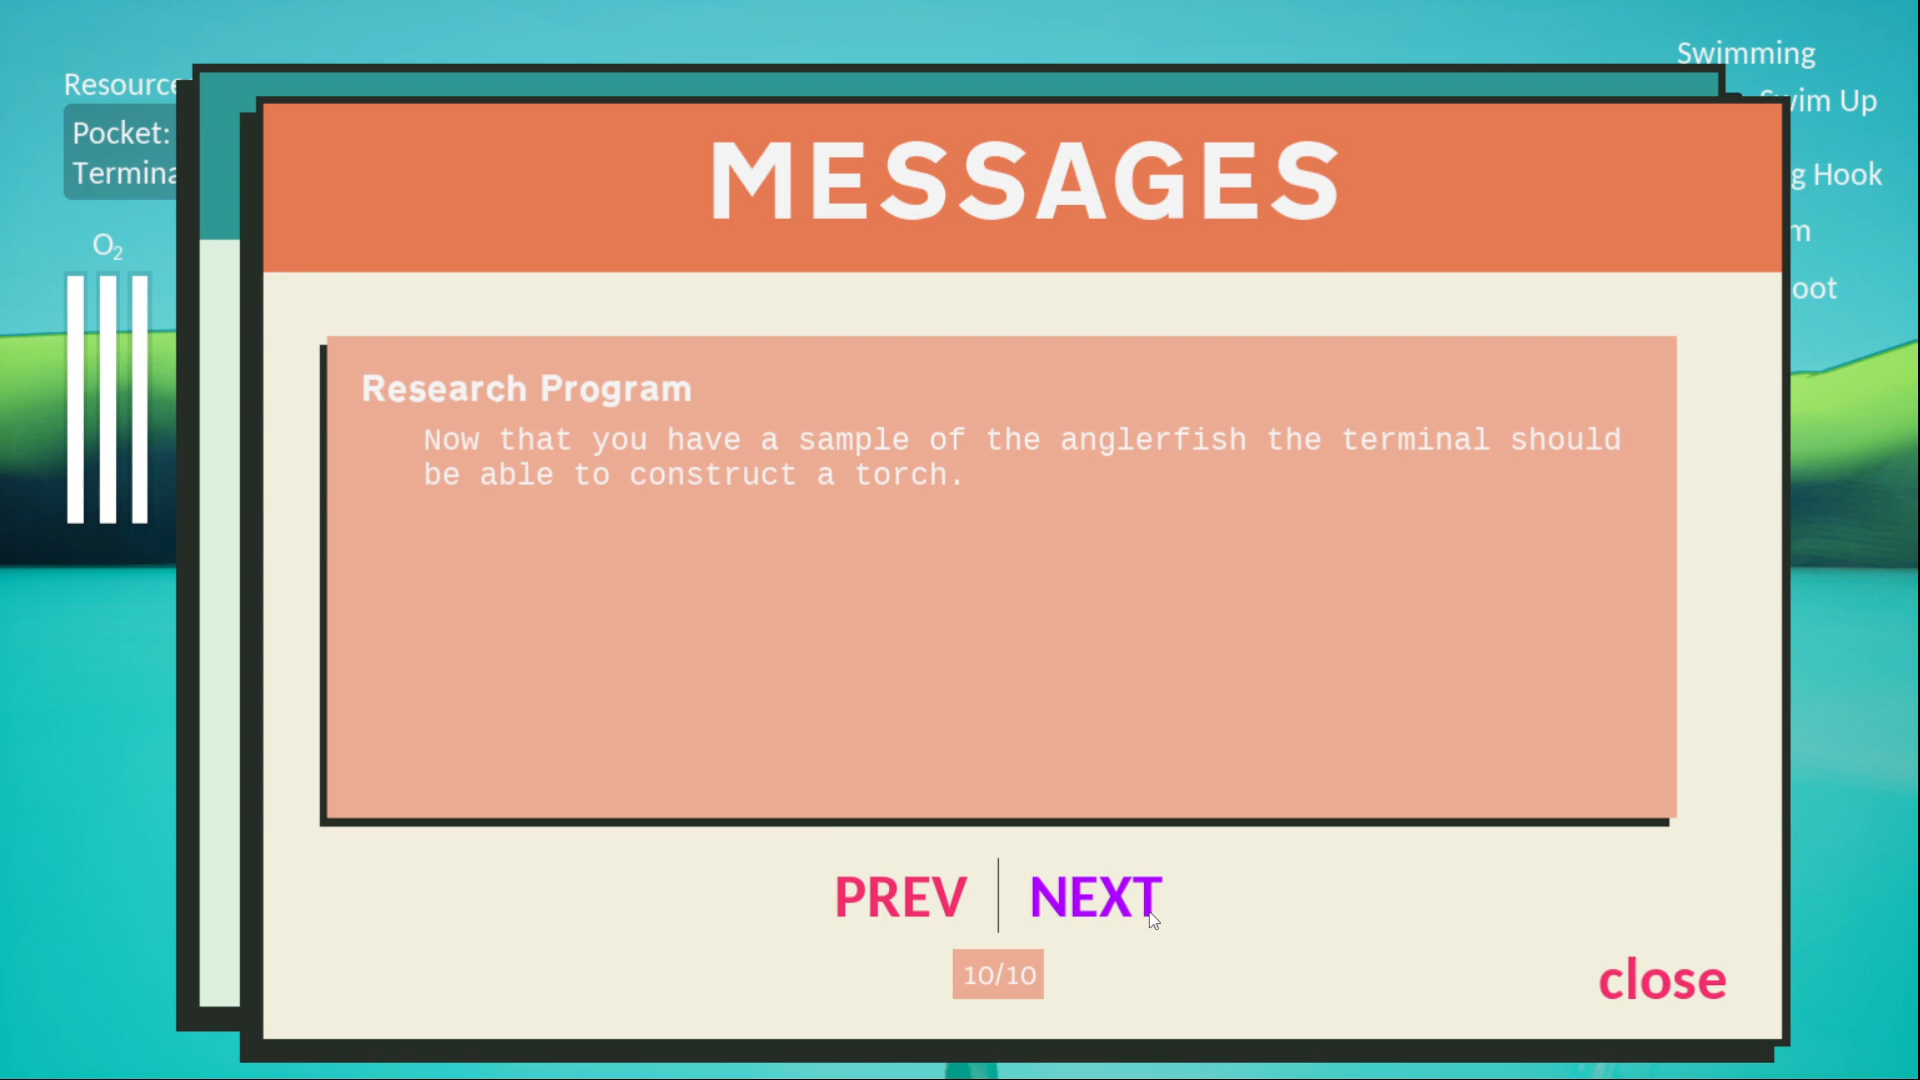 Swimming
Resource
Swim Up
Pocket:
Termina
g Hook
m
oot
O₂
MESSAGES
Research Program
Now that you have a sample of the anglerfish the terminal should
be able to construct a torch.
PREV | NEXT
10/10
close